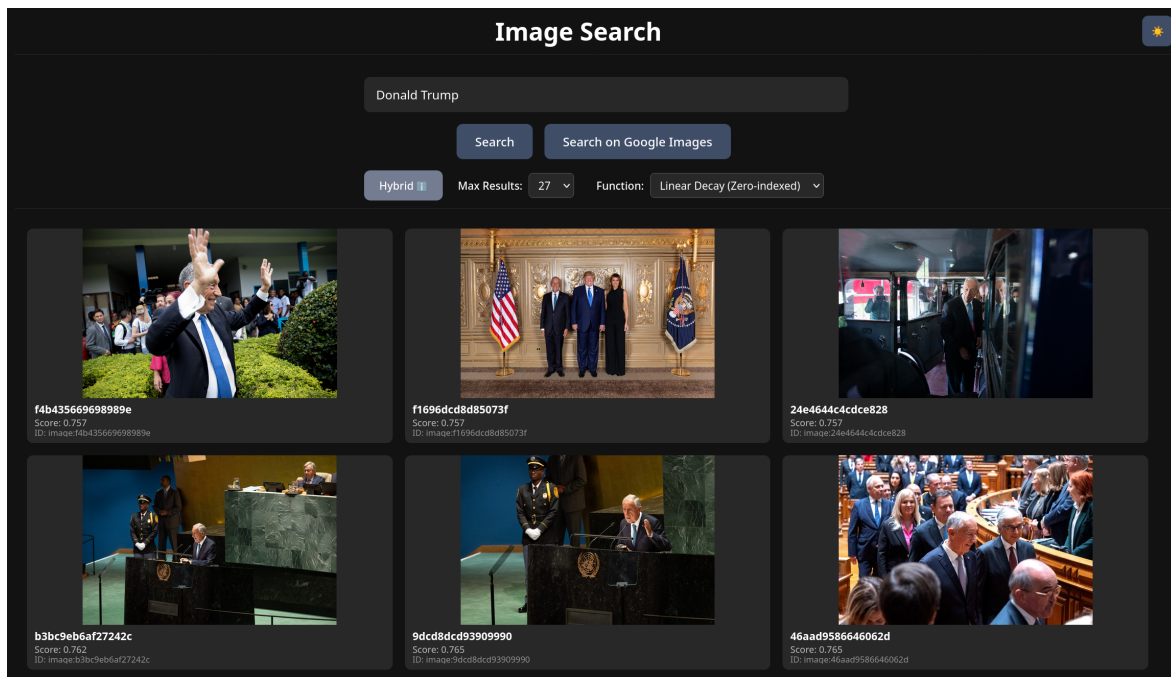 Image Search
Donald Trump
Search
Search on Google Images
Hybrid ℹ️
Max Results:
27
Function:
Linear Decay (Zero-indexed)
f4b435669698989e
Score: 0.757
ID: image:f4b435669698989e
f1696dcd8d85073f
Score: 0.757
ID: image:f1696dcd8d85073f
24e4644c4cdce828
Score: 0.757
ID: image:24e4644c4cdce828
b3bc9eb6af27242c
Score: 0.762
ID: image:b3bc9eb6af27242c
9dcd8dcd93909990
Score: 0.765
ID: image:9dcd8dcd93909990
46aad9586646062d
Score: 0.765
ID: image:46aad9586646062d